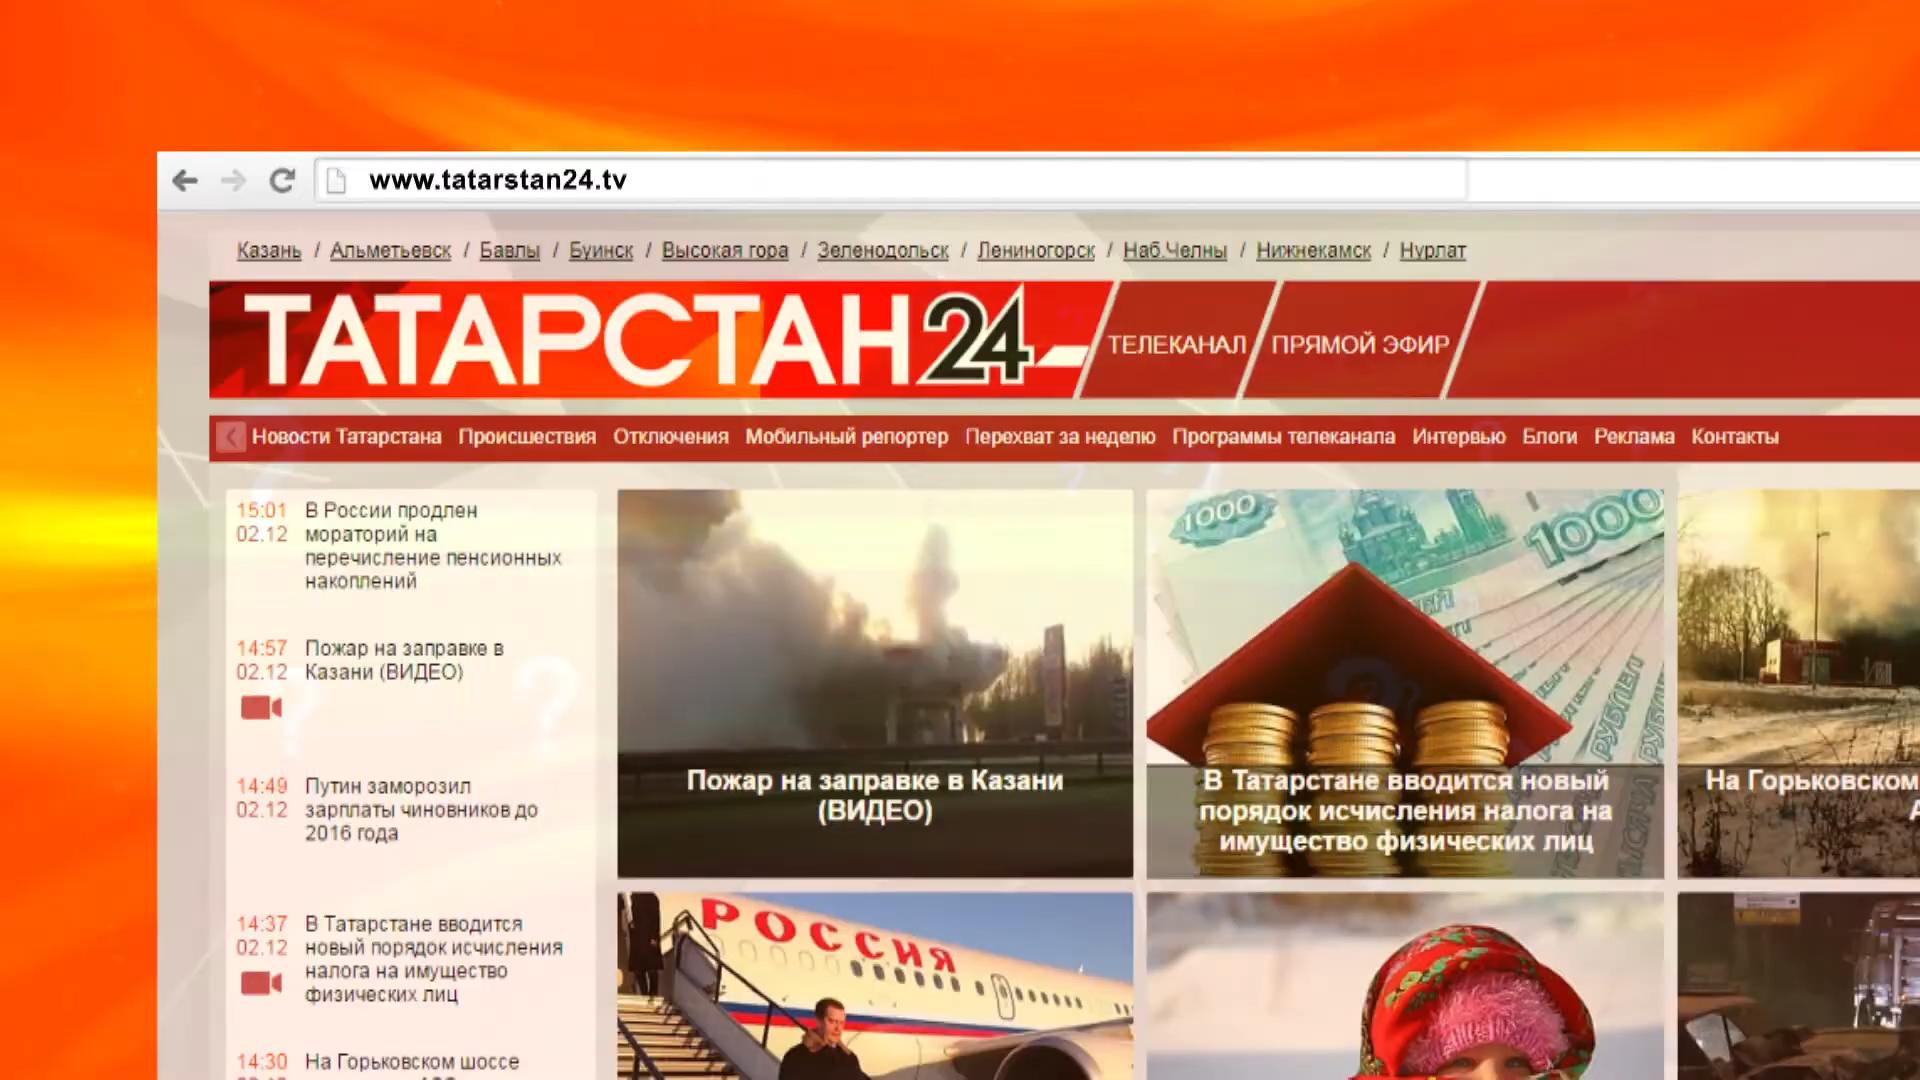 www.tatarstan24.tv
Казань / Альметьевск / Бавлы / Буинск / Высокая гора / Зеленодольск / Лениногорск / Наб.Челны / Нижнекамск / Нурлат
ТАТАРСТАН 24
ТЕЛЕКАНАЛ
ПРЯМОЙ ЭФИР
Новости Татарстана Происшествия Отключения Мобильный репортер Перехват за неделю Программы телеканала Интервью Блоги Реклама Контакты
15:01 В России продлен
02.12 мораторий на
перечисление пенсионных
накоплений
14:57 Пожар на заправке в
02.12 Казани (ВИДЕО)
14:49 Путин заморозил
02.12 зарплаты чиновников до
2016 года
14:37 В Татарстане вводится
02.12 новый порядок исчисления
налога на имущество
физических лиц
14:30 На Горьковском шоссе
Пожар на заправке в Казани
(ВИДЕО)
1000
1000
РУБЛЕЙ
В Татарстане вводится новый
порядок исчисления налога на
имущество физических лиц
На Горьковском
РОССИЯ